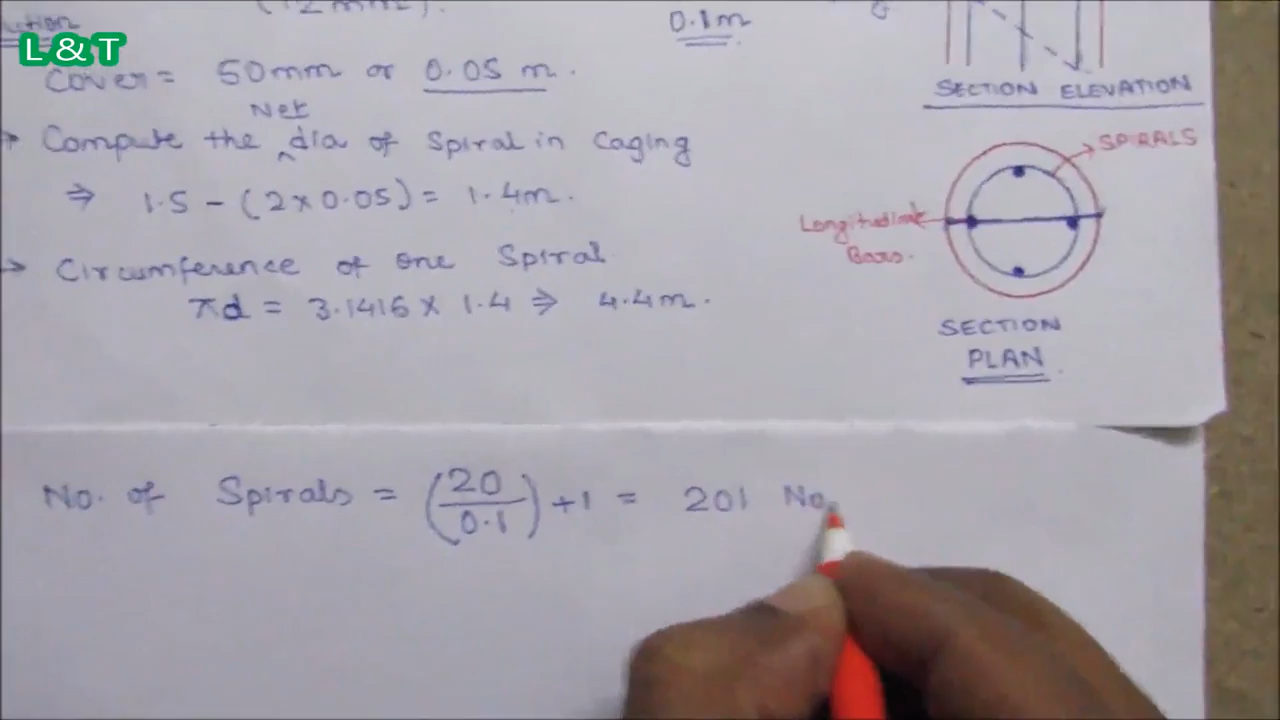 (12mm).
0.1m
L&T
Cover = 50mm or 0.05 m.
Net
→ Compute the ^ dia of Spiral in Caging
⇒ 1.5 - (2 x 0.05) = 1.4m.
→ Circumference of one Spiral.
πd = 3.1416 x 1.4 ⇒ 4.4m.
SECTION ELEVATION
SPIRALS
Bars.
SECTION
PLAN
No. of Spirals = (20/0.1) + 1 = 201 No